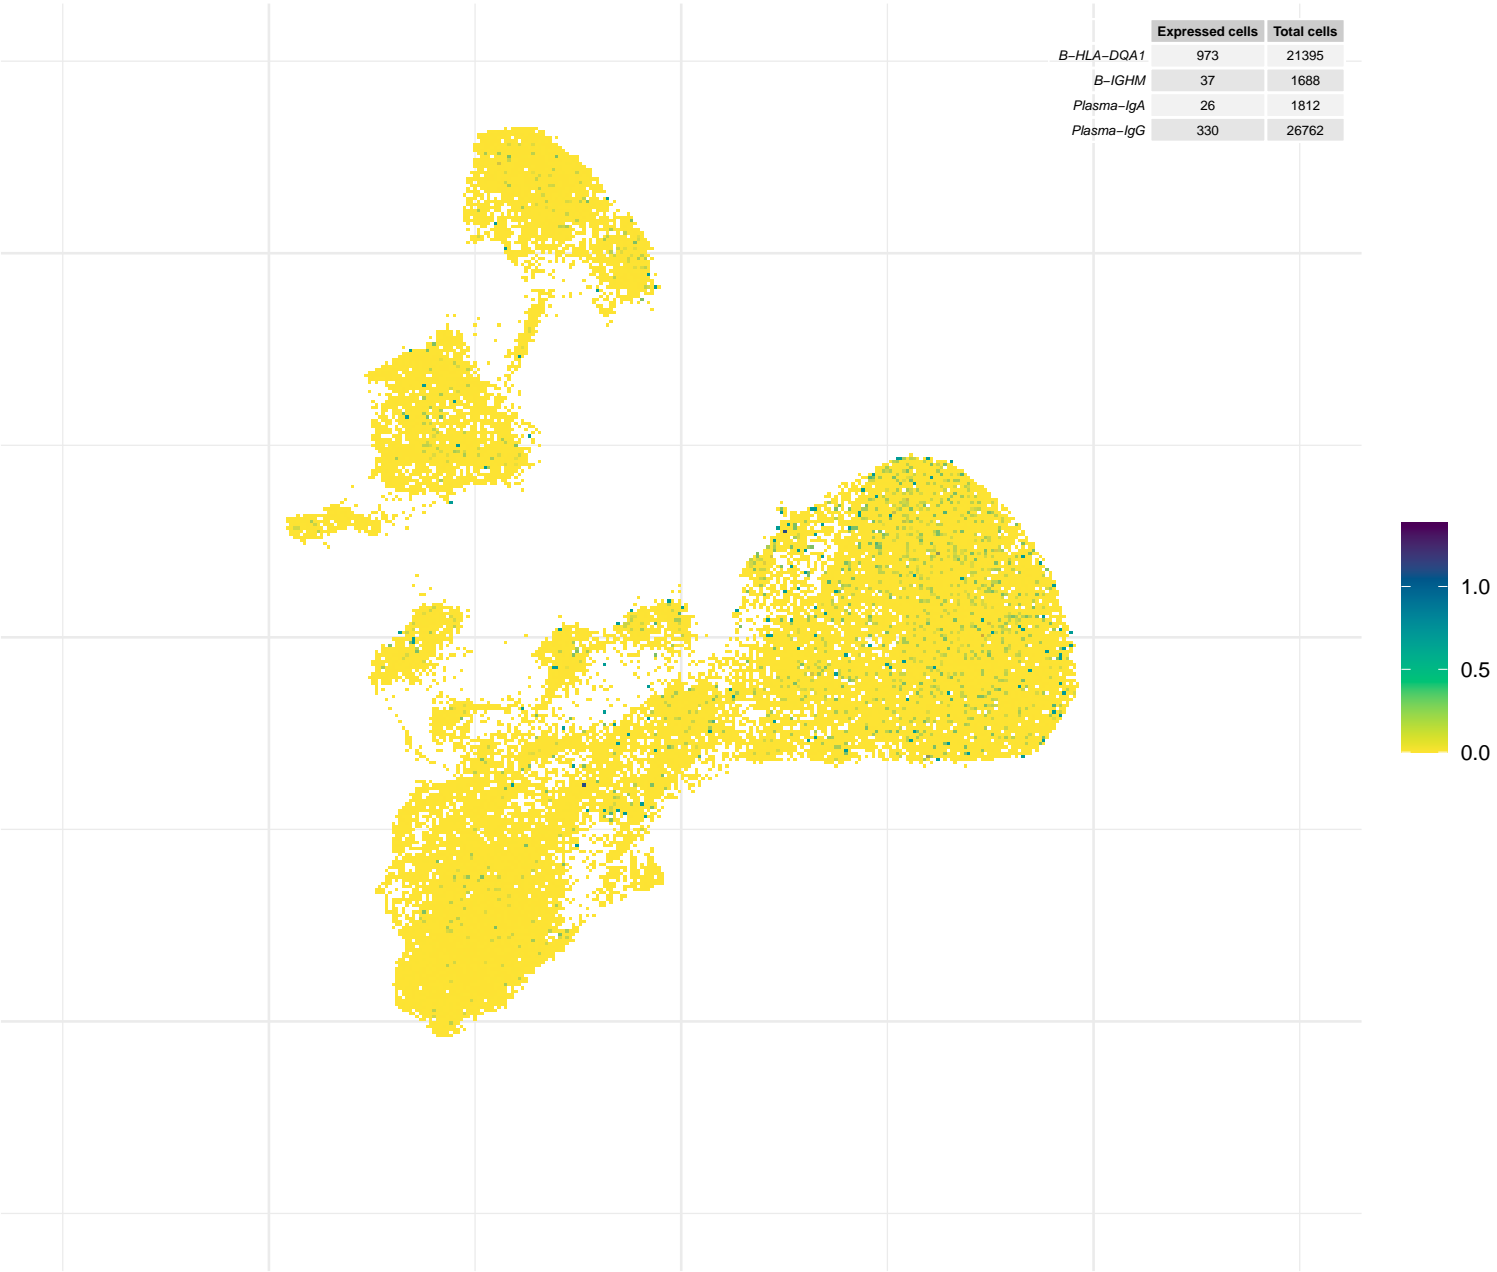 Expressed cells Total cells
B−HLA−DQA1 973 21395
B−IGHM 37 1688
Plasma−IgA 26 1812
Plasma−IgG 330 26762
1.0
0.5
0.0